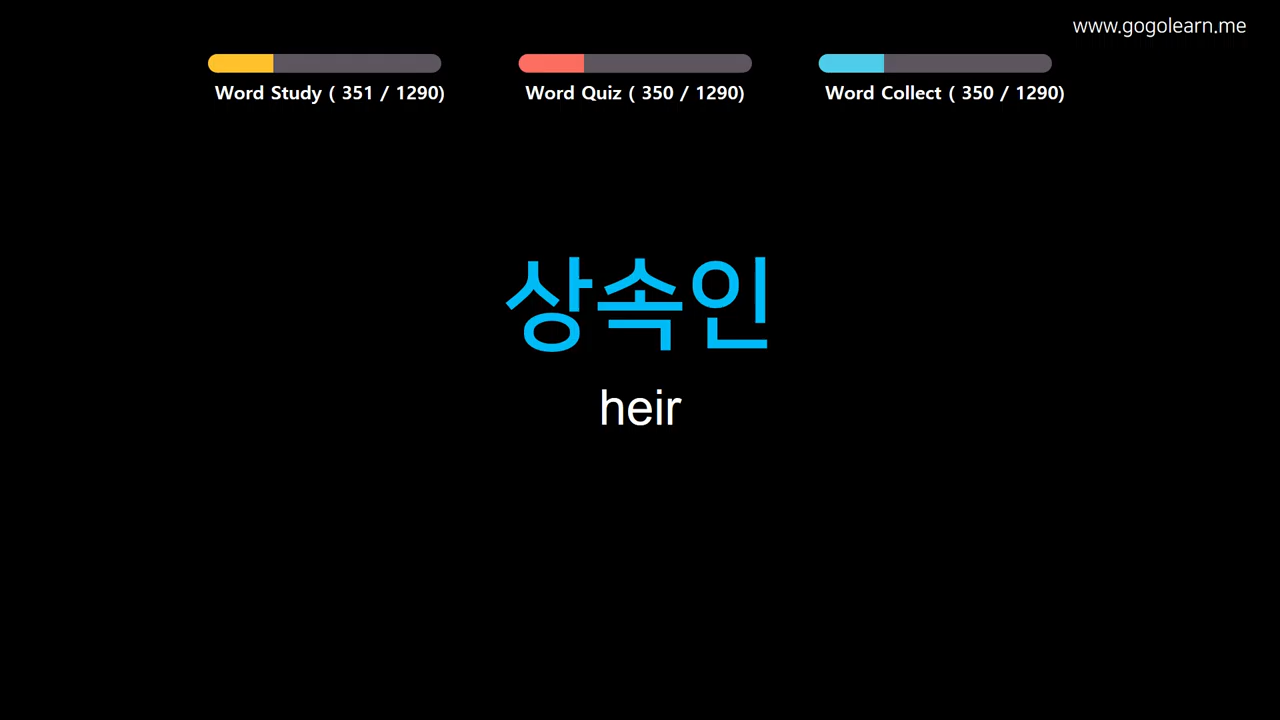 www.gogolearn.me
Word Study ( 351 / 1290)
Word Quiz ( 350 / 1290)
Word Collect ( 350 / 1290)
상속인
heir